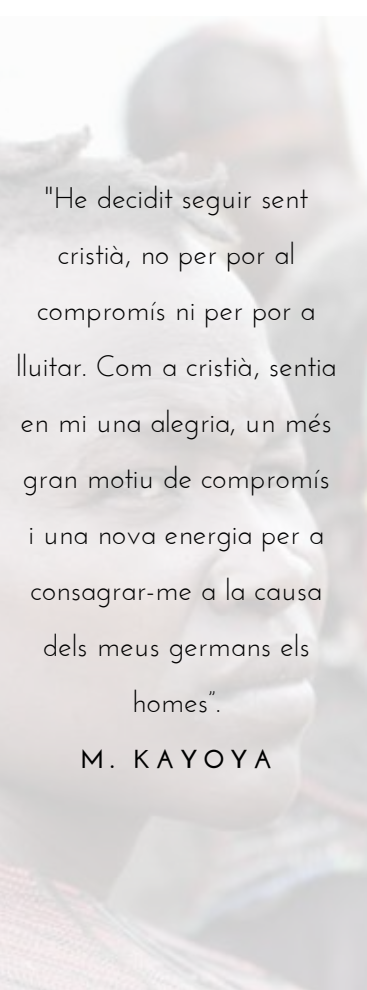 "He decidit seguir sent
cristià, no per por al
compromís ni per por a
lluitar. Com a cristià, sentia
en mi una alegria, un més
gran motiu de compromís
i una nova energia per a
consagrar-me a la causa
dels meus germans els
homes”.
M. KAYOYA